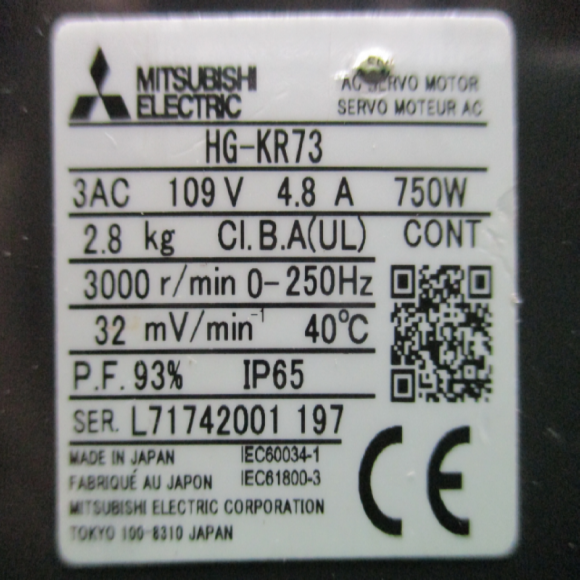 MITSUBISHI
ELECTRIC
AC SERVO MOTOR
SERVO MOTEUR AC
HG-KR73
3AC 109 V 4.8 A 750W
2.8 kg CI.B.A(UL) CONT
3000 r/min 0-250Hz
32 mV/min⁻¹ 40℃
P.F. 93% IP65
SER. L71742001 197
MADE IN JAPAN IEC60034-1
FABRIQUÉ AU JAPON IEC61800-3
MITSUBISHI ELECTRIC CORPORATION
TOKYO 100-8310 JAPAN
CE